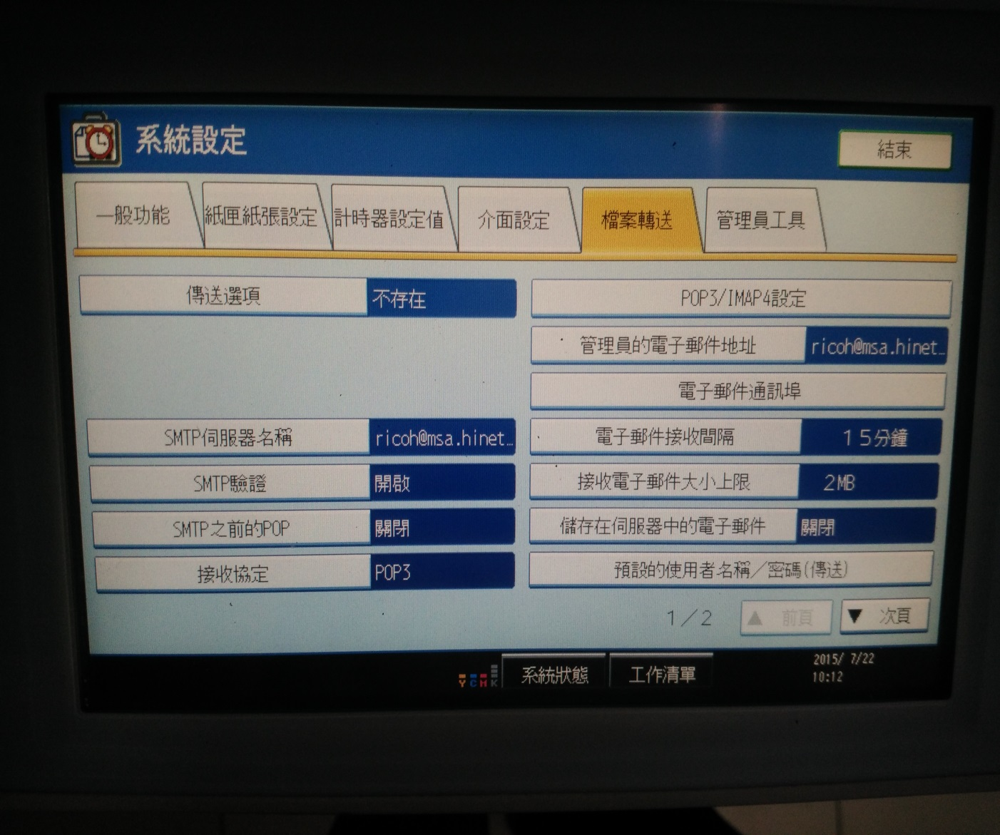 系統設定
結束
一般功能
紙匣紙張設定
計時器設定值
介面設定
檔案轉送
管理員工具
傳送選項 不存在
SMTP伺服器名稱 ricoh@msa.hinet…
SMTP驗證 開啟
SMTP之前的POP 關閉
接收協定 POP3
POP3/IMAP4設定
管理員的電子郵件地址 ricoh@msa.hinet…
電子郵件通訊埠
電子郵件接收間隔 15分鐘
接收電子郵件大小上限 2MB
儲存在伺服器中的電子郵件 關閉
預設的使用者名稱／密碼(傳送)
1／2
▲ 前頁
▼ 次頁
Y C M K
系統狀態
工作清單
2015/ 7/22
10:12